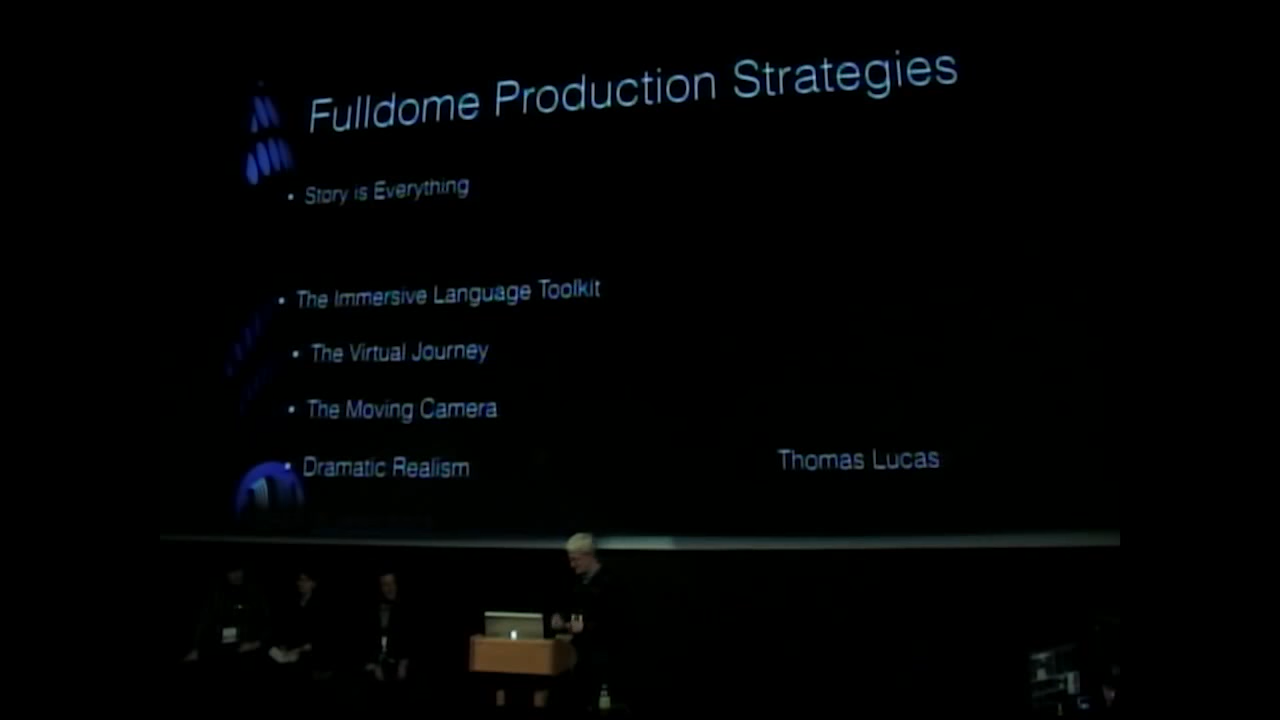 Fulldome Production Strategies
• Story is Everything
• The Immersive Language Toolkit
• The Virtual Journey
• The Moving Camera
• Dramatic Realism
Thomas Lucas